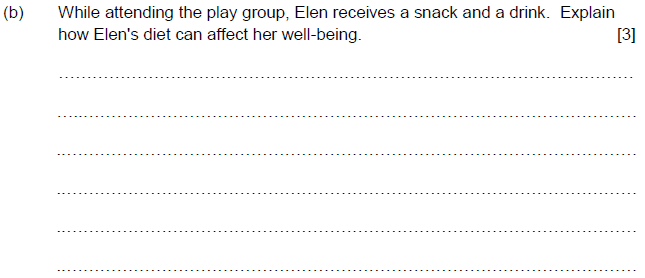 (b) While attending the play group, Elen receives a snack and a drink. Explain
how Elen's diet can affect her well-being. [3]